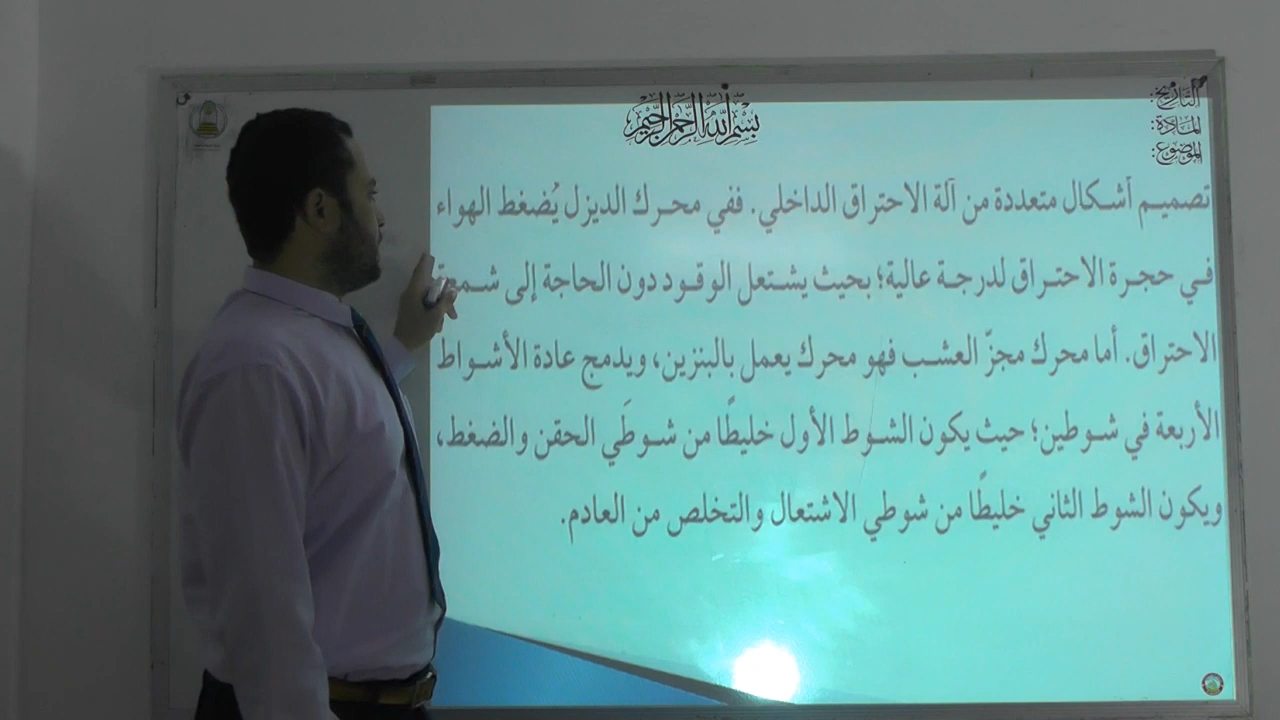 بسم الله الرحمن الرحيم
التاريخ:
المادة:
الموضوع:
تصميم أشكال متعددة من آلة الاحتراق الداخلي. ففي محرك الديزل يُضغط الهواء
في حجرة الاحتراق لدرجة عالية؛ بحيث يشتعل الوقود دون الحاجة إلى شمعة
الاحتراق. أما محرك مجزّ العشب فهو محرك يعمل بالبنزين، ويدمج عادة الأشواط
الأربعة في شوطين؛ حيث يكون الشوط الأول خليطًا من شوطَي الحقن والضغط،
ويكون الشوط الثاني خليطًا من شوطي الاشتعال والتخلص من العادم.